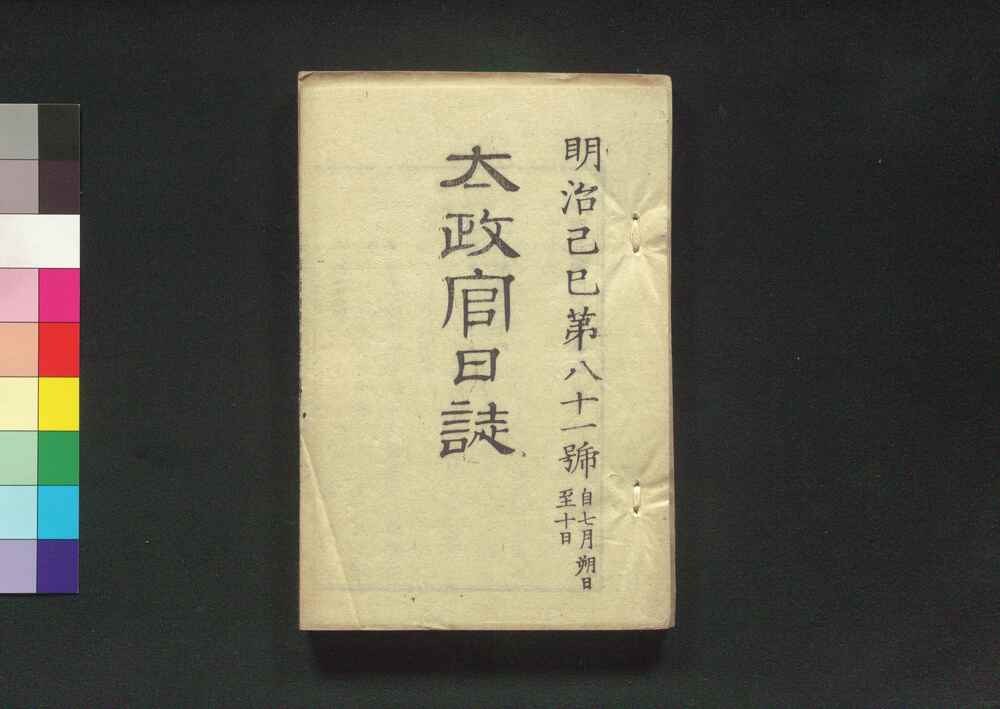 明治己巳第八十一號
自七月朔日
至十日
太政官日誌